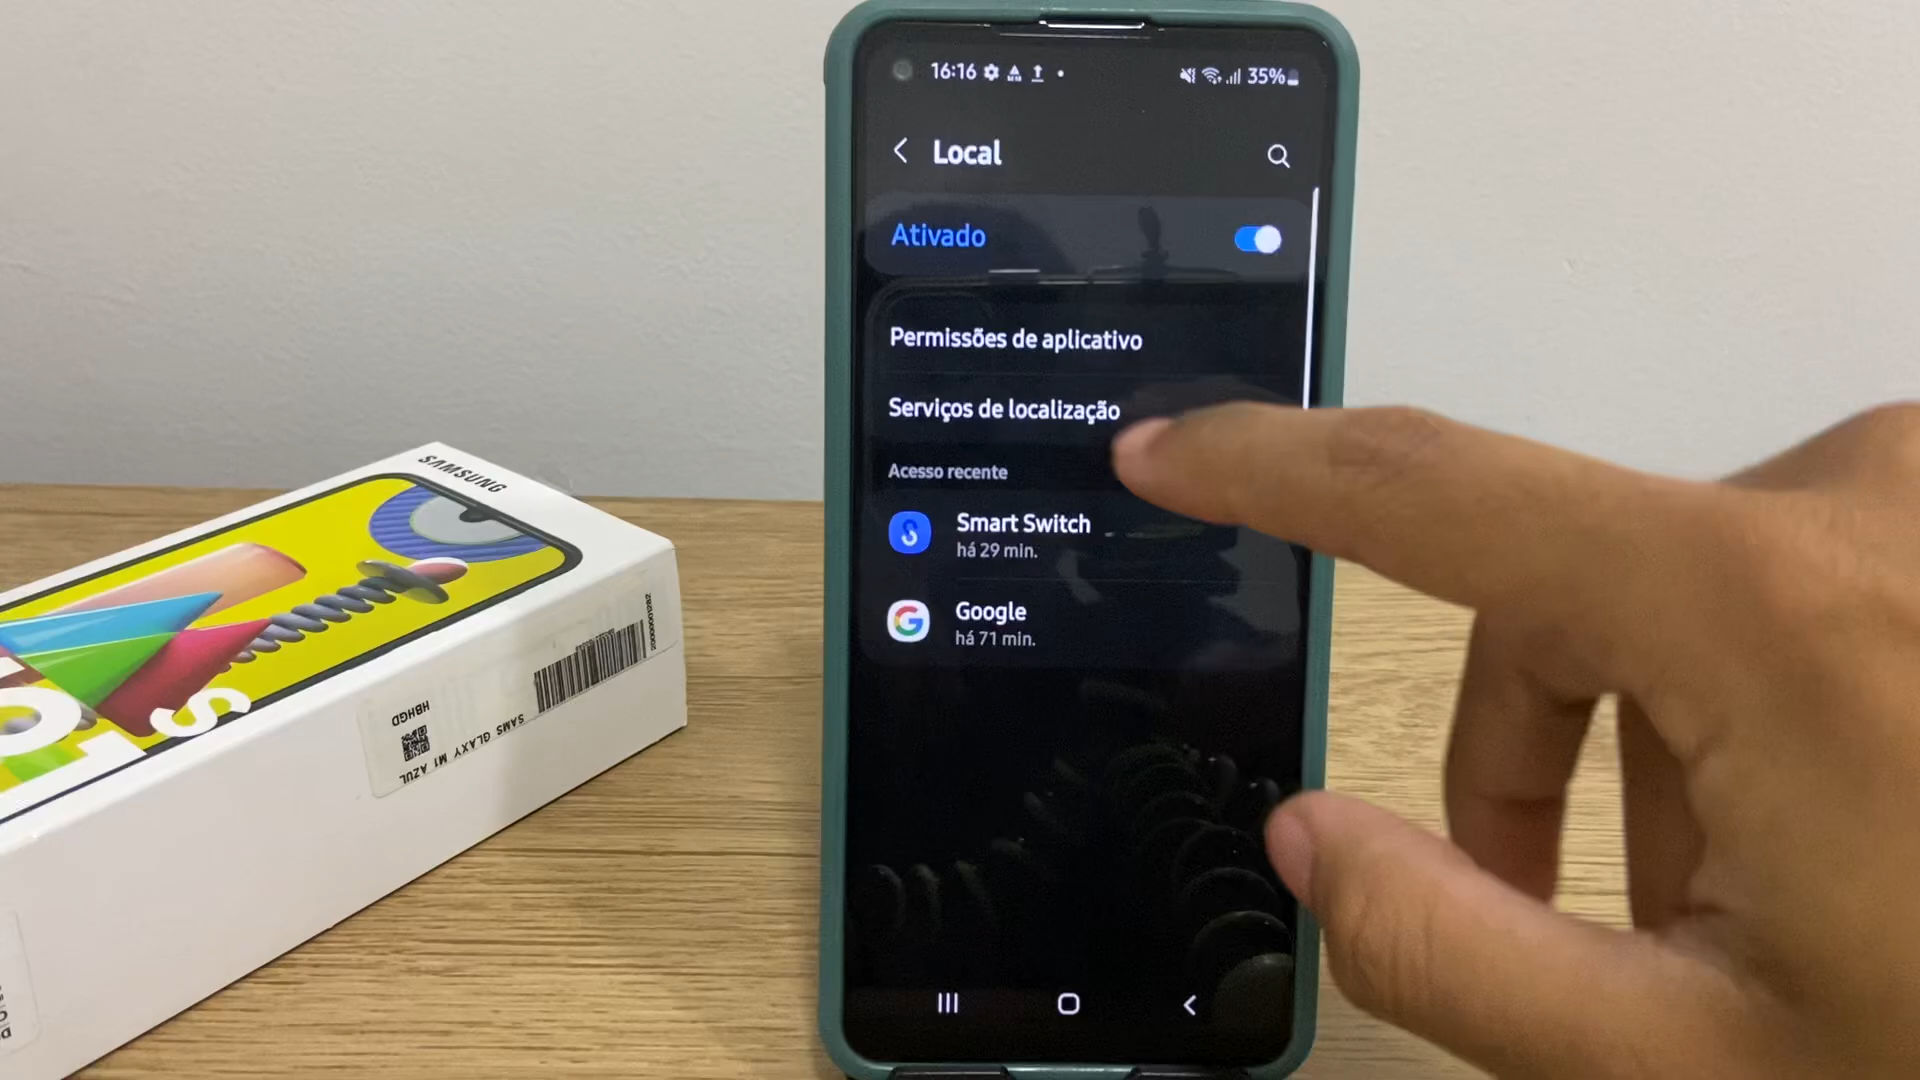 16:16
35%
Local
Ativado
Permissões de aplicativo
Serviços de localização
Acesso recente
Smart Switch
há 29 min.
Google
há 71 min.
SAMSUNG
HBHGD
SAMS GLAXY M1 AZUL